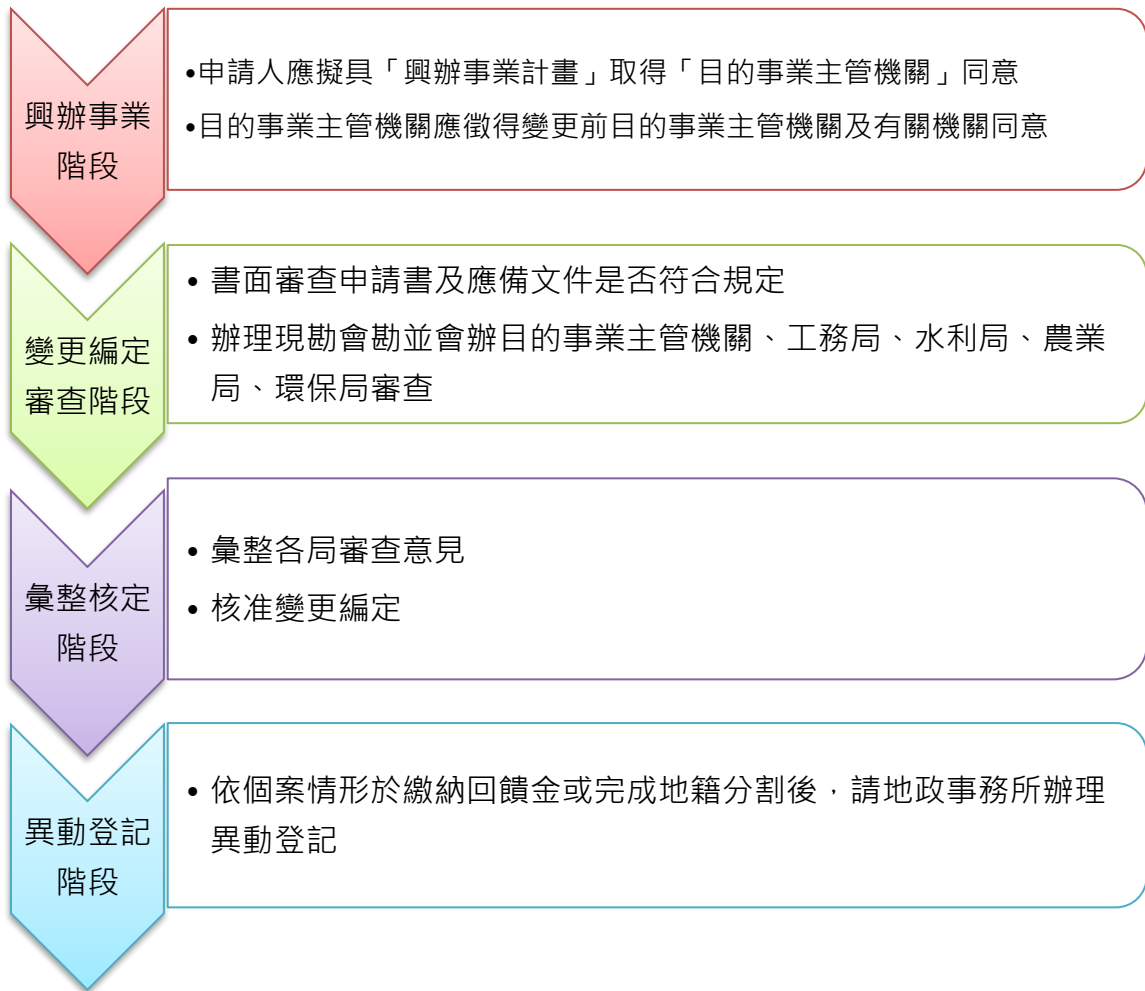 興辦事業
階段
•申請人應擬具「興辦事業計畫」取得「目的事業主管機關」同意
•目的事業主管機關應徵得變更前目的事業主管機關及有關機關同意
變更編定
審查階段
• 書面審查申請書及應備文件是否符合規定
• 辦理現勘會勘並會辦目的事業主管機關、工務局、水利局、農業
局、環保局審查
彙整核定
階段
• 彙整各局審查意見
• 核准變更編定
異動登記
階段
• 依個案情形於繳納回饋金或完成地籍分割後，請地政事務所辦理
異動登記